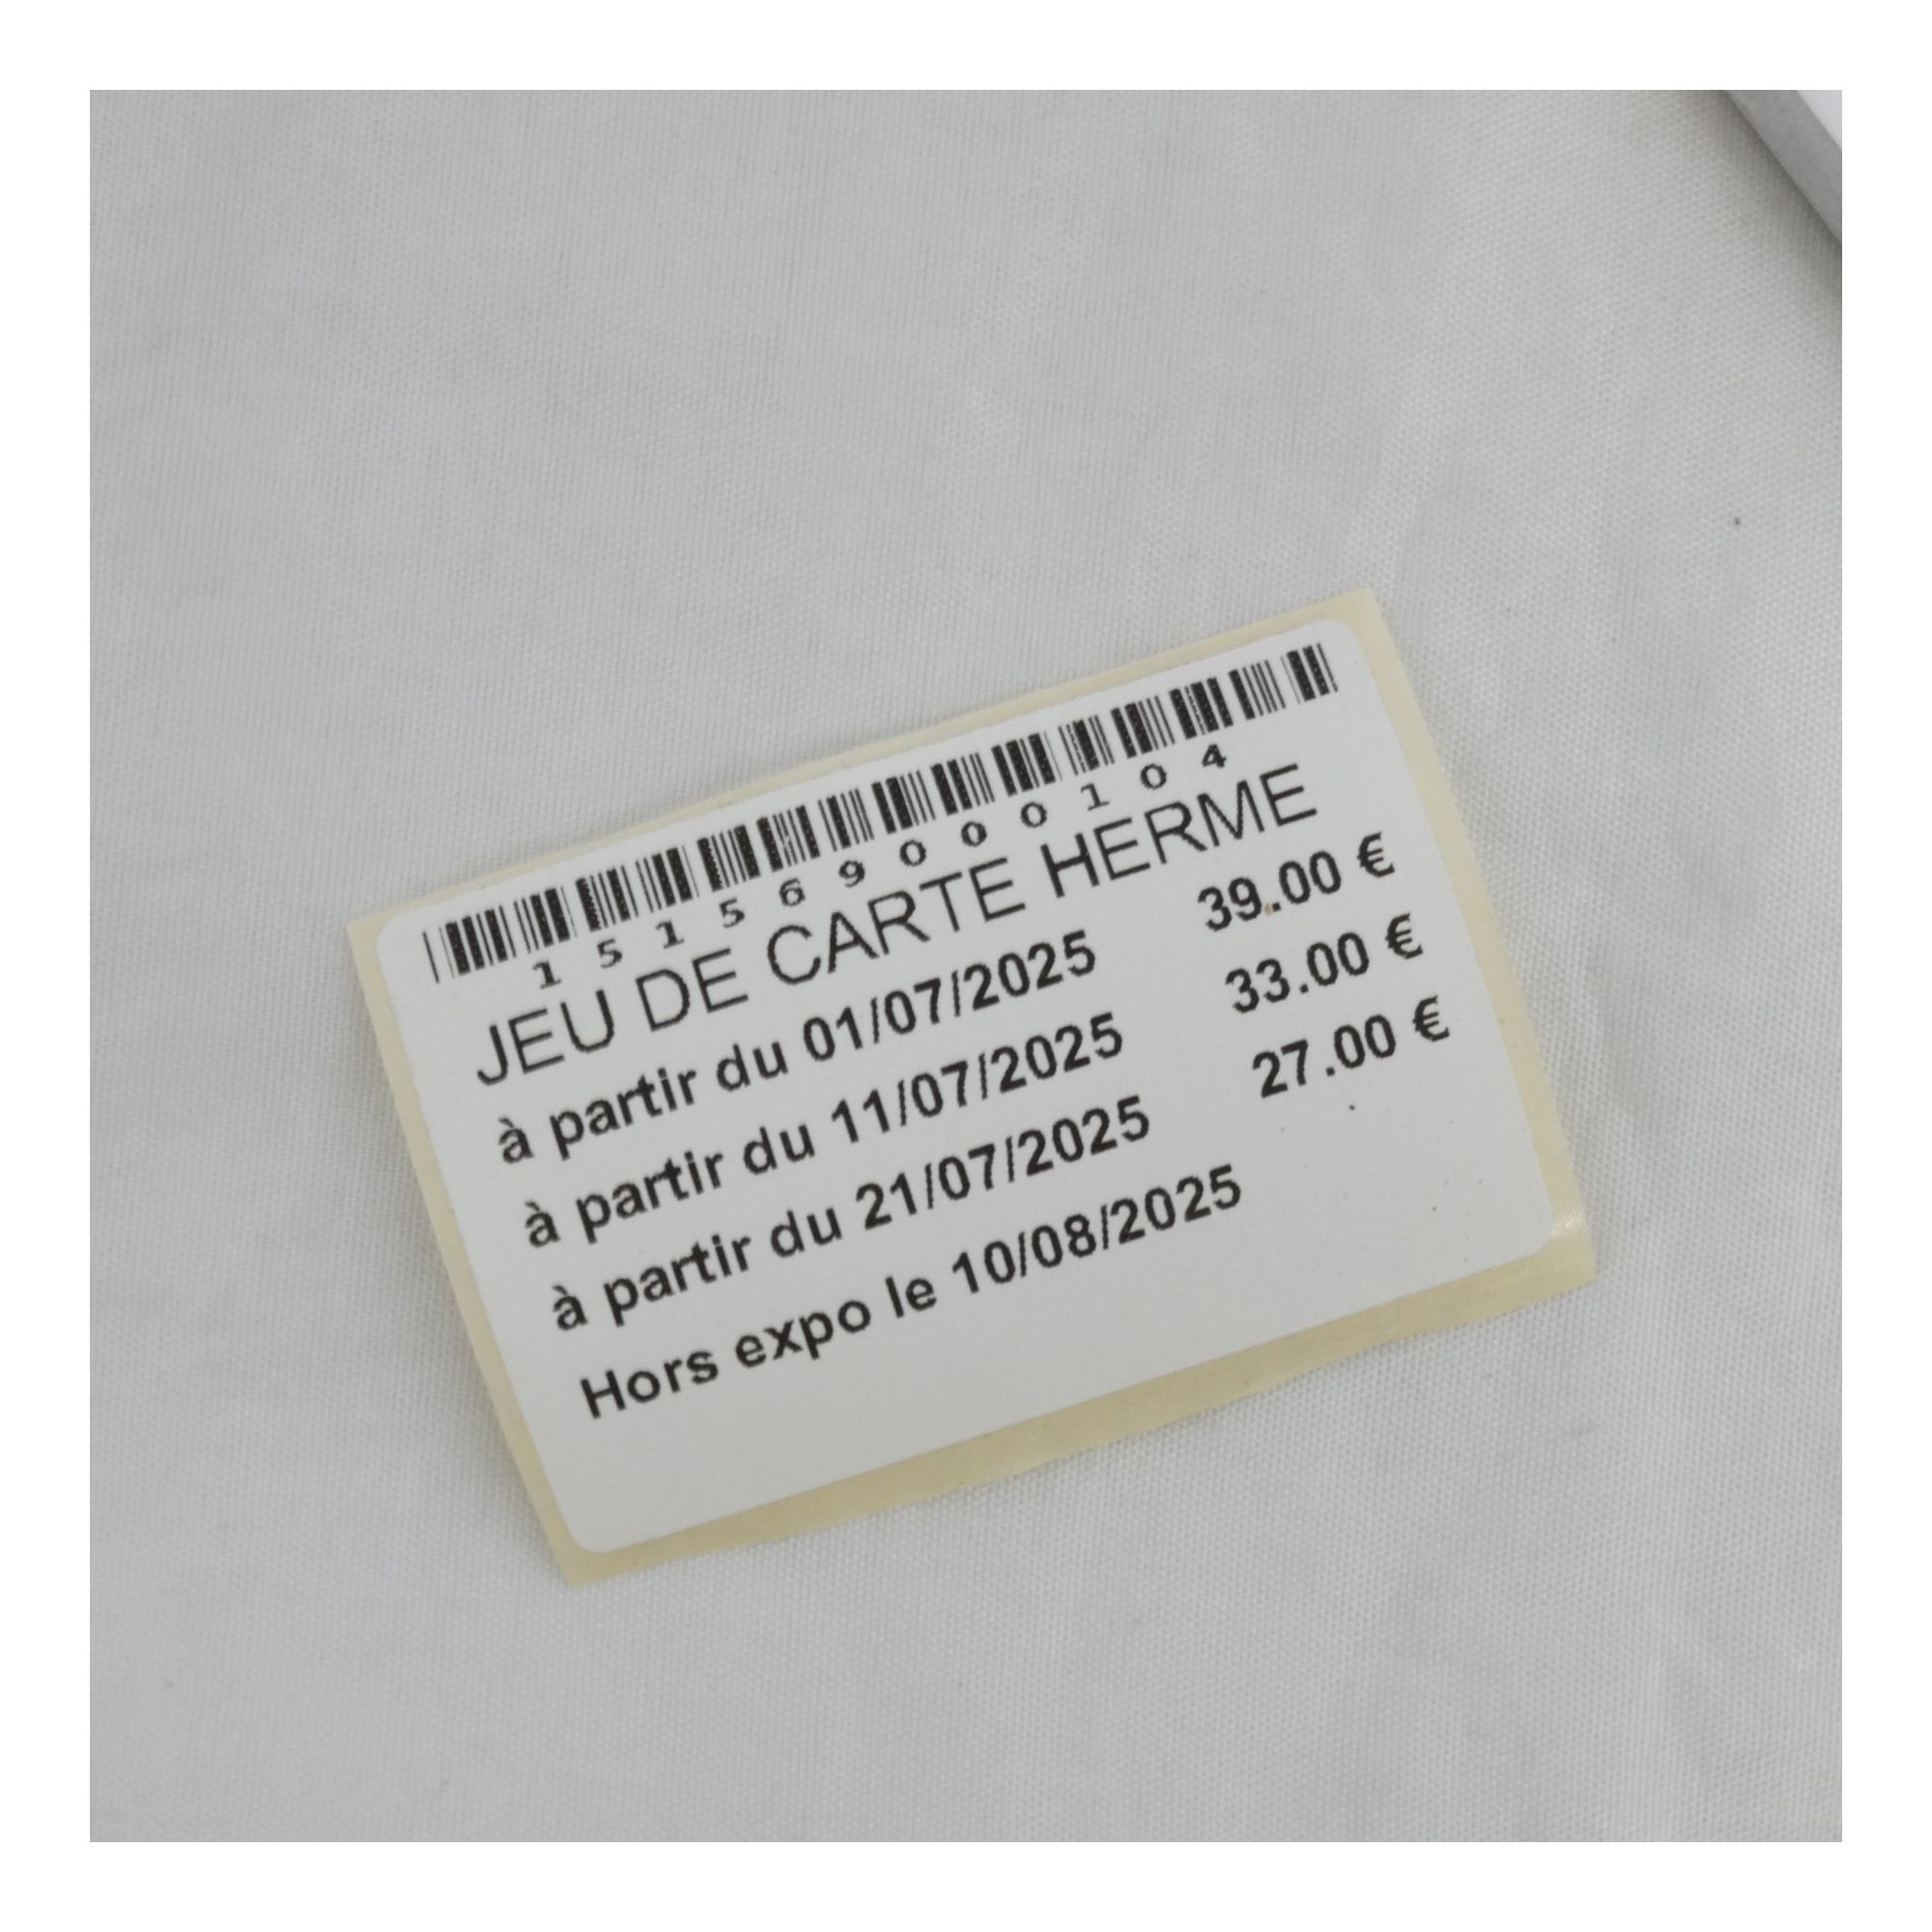 151569000104
JEU DE CARTE HERME
à partir du 01/07/2025 39.00 €
à partir du 11/07/2025 33.00 €
à partir du 21/07/2025 27.00 €
Hors expo le 10/08/2025